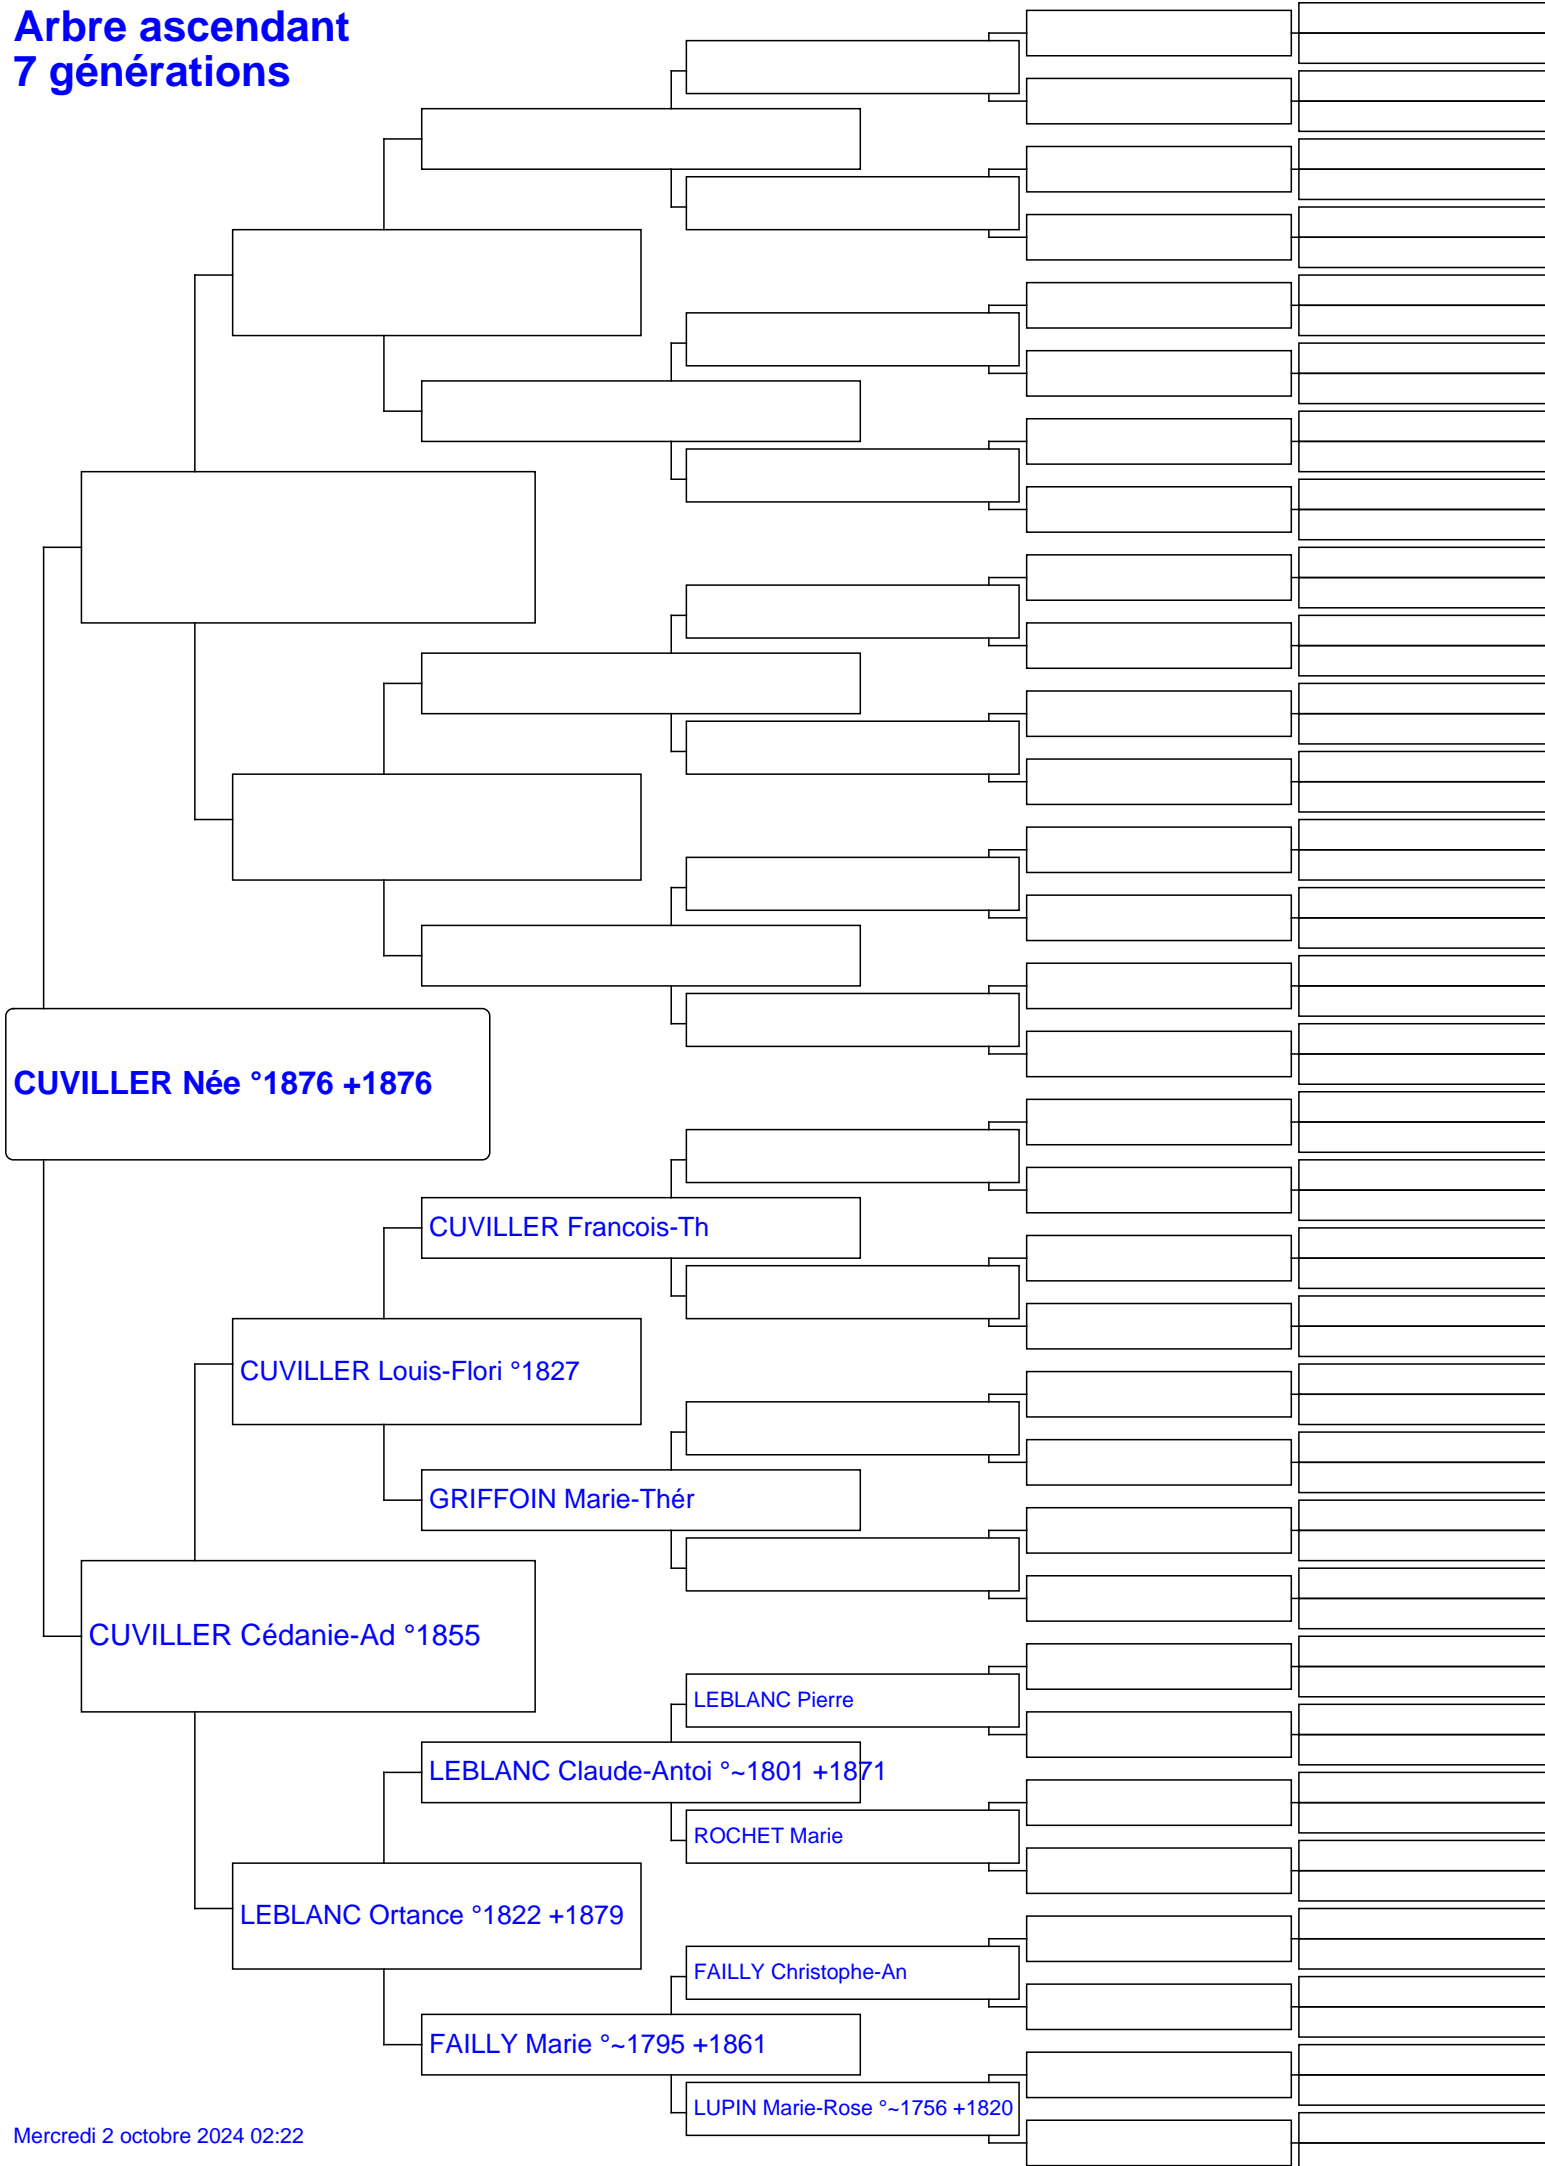 Arbre ascendant
7 générations
CUVILLER Née °1876 +1876
CUVILLER Francois-Th
CUVILLER Louis-Flori °1827
GRIFFOIN Marie-Thér
CUVILLER Cédanie-Ad °1855
LEBLANC Pierre
LEBLANC Claude-Antoi °~1801 +1871
ROCHET Marie
LEBLANC Ortance °1822 +1879
FAILLY Christophe-An
FAILLY Marie °~1795 +1861
LUPIN Marie-Rose °~1756 +1820
Mercredi 2 octobre 2024 02:22